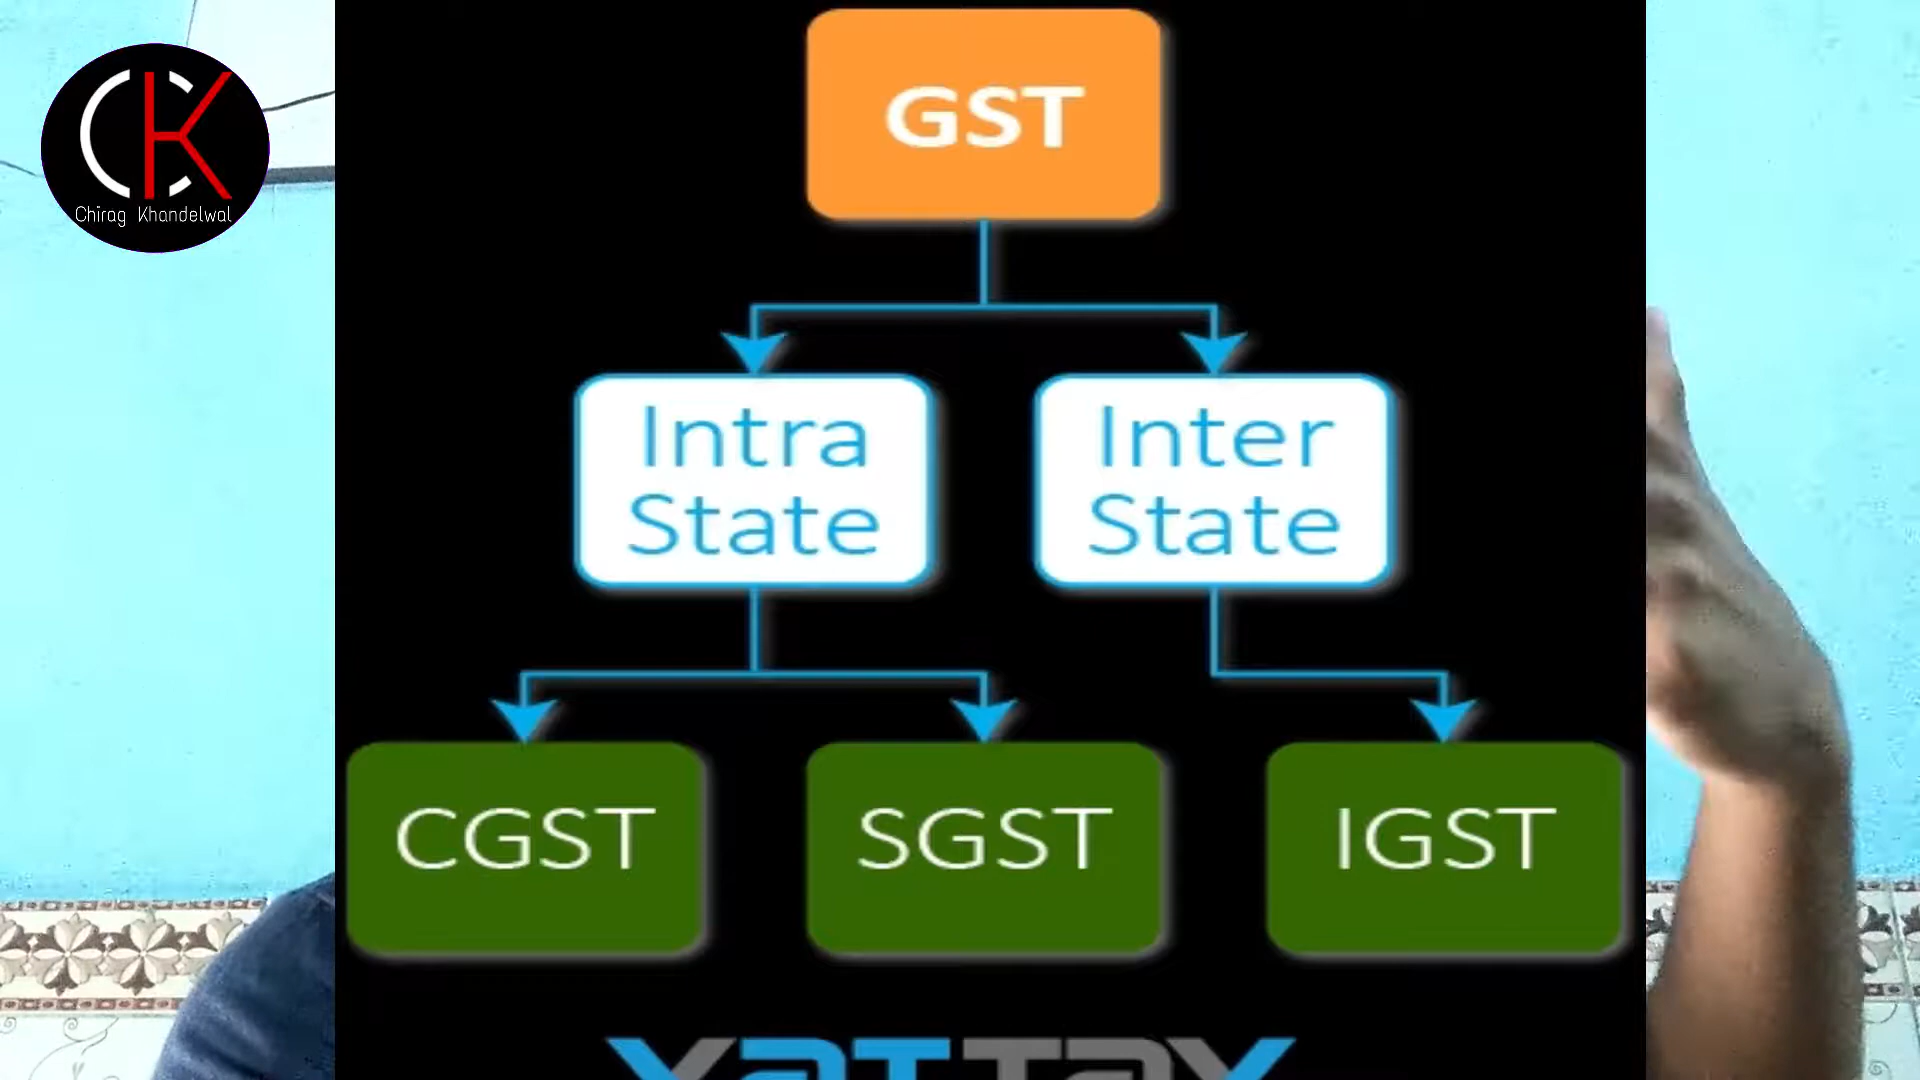 Chirag Khandelwal
GST
Intra
State
Inter
State
CGST
SGST
IGST